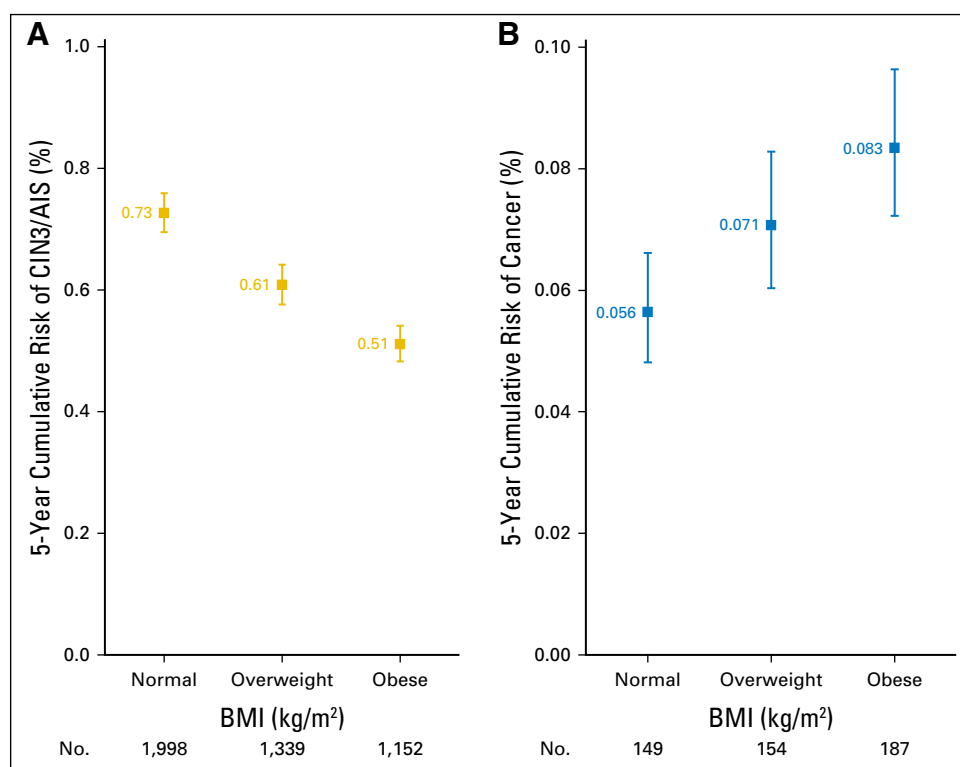 A
5-Year Cumulative Risk of CIN3/AIS (%)
1.0
0.8
0.6
0.4
0.2
0.0
0.73
0.61
0.51
Normal Overweight Obese
BMI (kg/m²)
No. 1,998 1,339 1,152
B
5-Year Cumulative Risk of Cancer (%)
0.10
0.08
0.06
0.04
0.02
0.00
0.056
0.071
0.083
Normal Overweight Obese
BMI (kg/m²)
No. 149 154 187